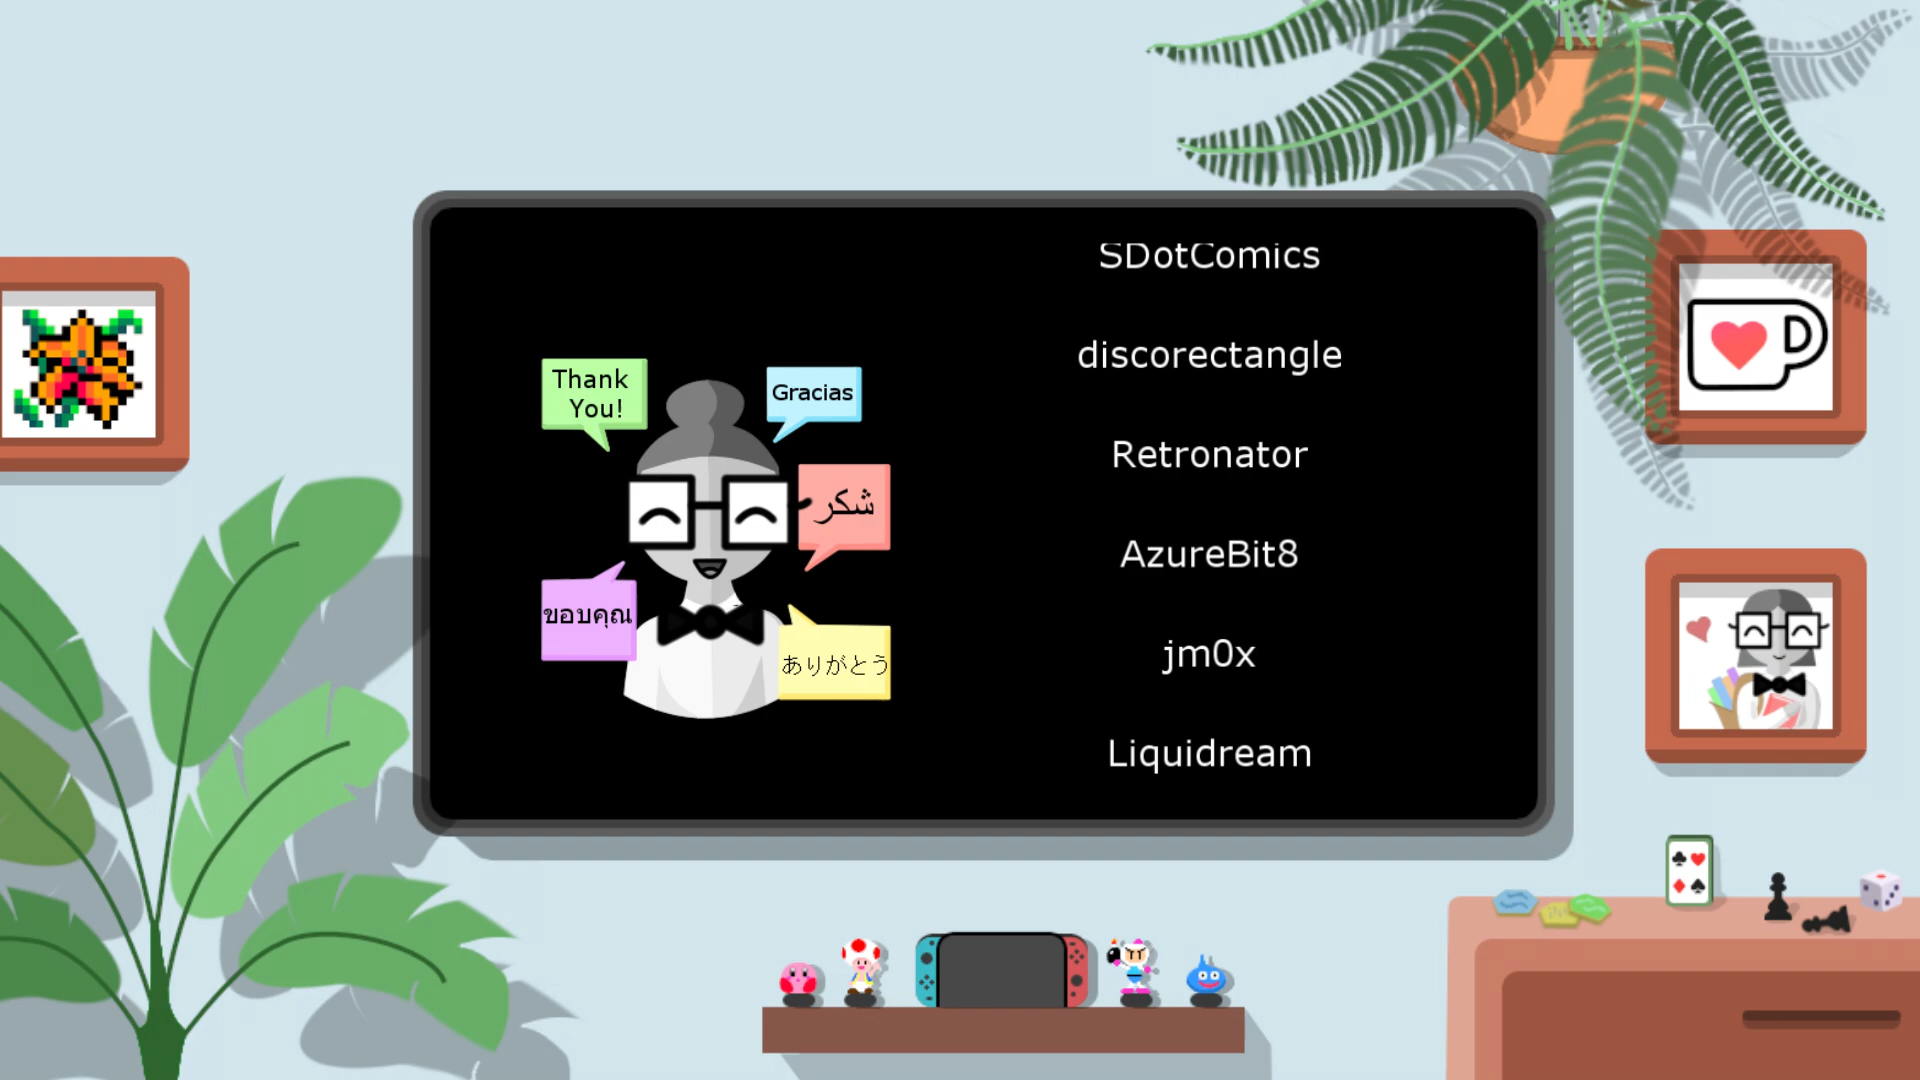 Thank
You!
Gracias
شكر
ขอบคุณ
ありがとう
SDotComics
discorectangle
Retronator
AzureBit8
jm0x
Liquidream